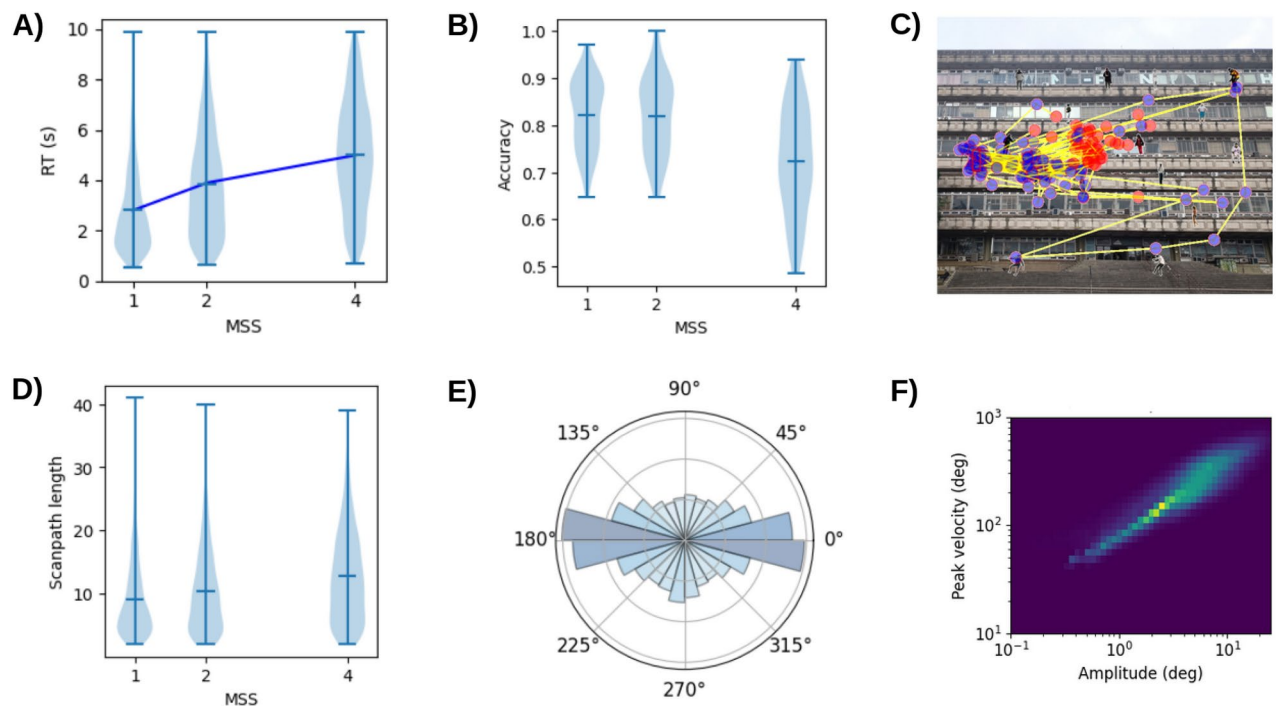 A)
10
8
6
4
2
0
RT (s)
1 2 4
MSS
B)
1.0
0.9
0.8
0.7
0.6
0.5
Accuracy
1 2 4
MSS
C)
D)
40
30
20
10
Scanpath length
1 2 4
MSS
E)
90°
135° 45°
180° 0°
225° 315°
270°
F)
10³
10²
10¹
Peak velocity (deg)
10⁻¹ 10⁰ 10¹
Amplitude (deg)